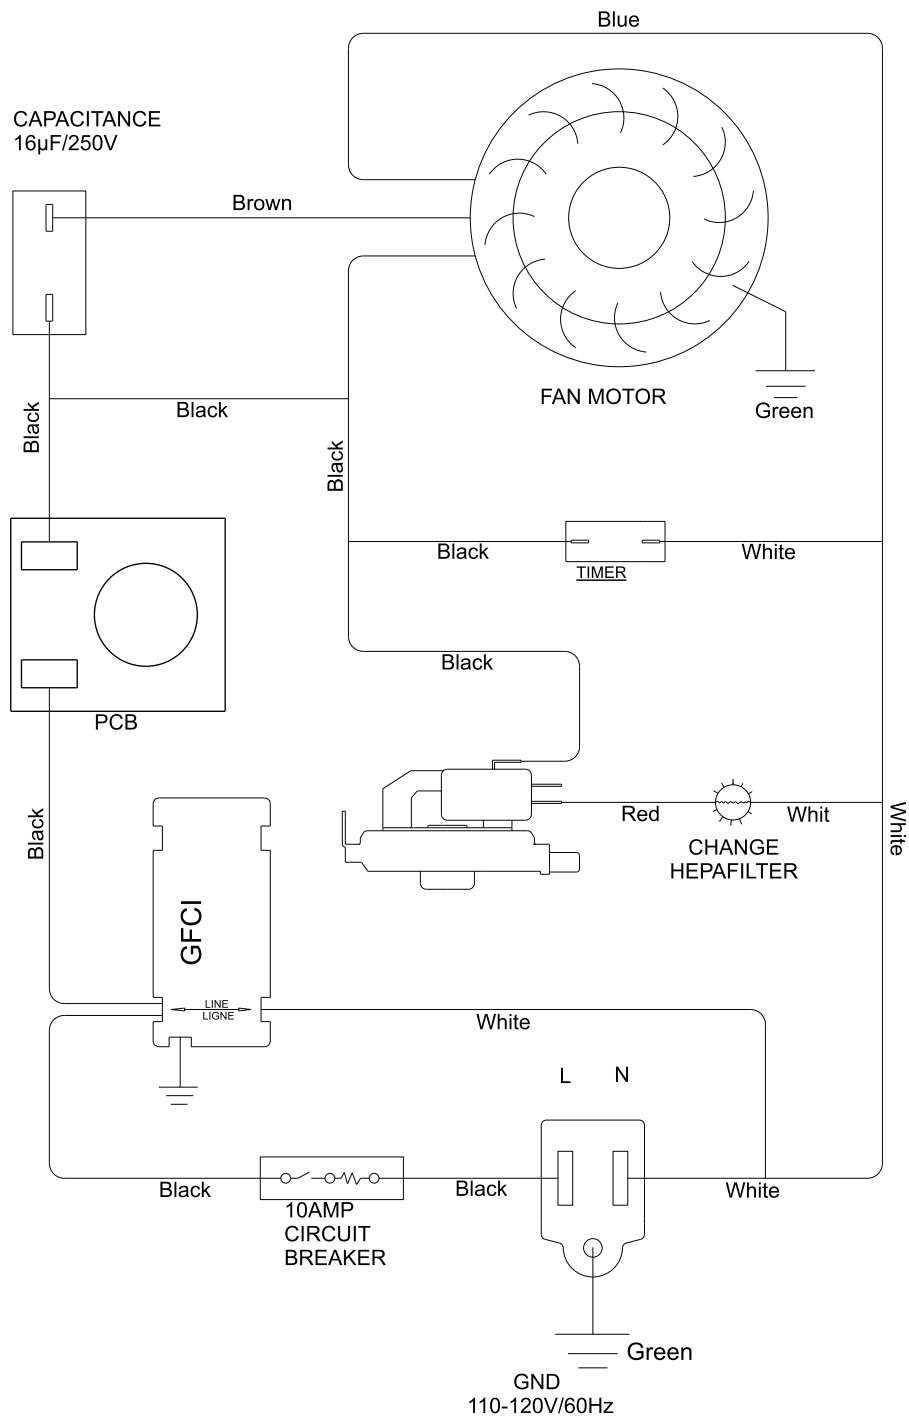 Blue
CAPACITANCE
16µF/250V
Brown
FAN MOTOR
Green
Black
Black
Black
Black
White
TIMER
Black
PCB
Black
Red
Whit
White
CHANGE
HEPAFILTER
GFCI
LINE
LIGNE
White
L N
Black
Black
White
10AMP
CIRCUIT
BREAKER
Green
GND
110-120V/60Hz